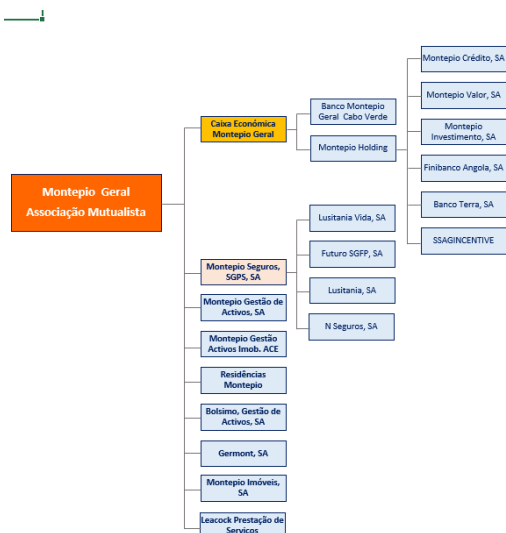 Montepio Geral
Associação Mutualista
Caixa Económica
Montepio Geral
Banco Montepio
Geral Cabo Verde
Montepio Holding
Montepio Crédito, SA
Montepio Valor, SA
Montepio
Investimento, SA
Finibanco Angola, SA
Banco Terra, SA
SSAGINCENTIVE
Montepio Seguros,
SGPS, SA
Lusitania Vida, SA
Futuro SGFP, SA
Lusitania, SA
N Seguros, SA
Montepio Gestão de
Activos, SA
Montepio Gestão
Activos Imob. ACE
Residências
Montepio
Bolsimo, Gestão de
Activos, SA
Germont, SA
Montepio Imóveis,
SA
Leacock Prestação de
Serviços